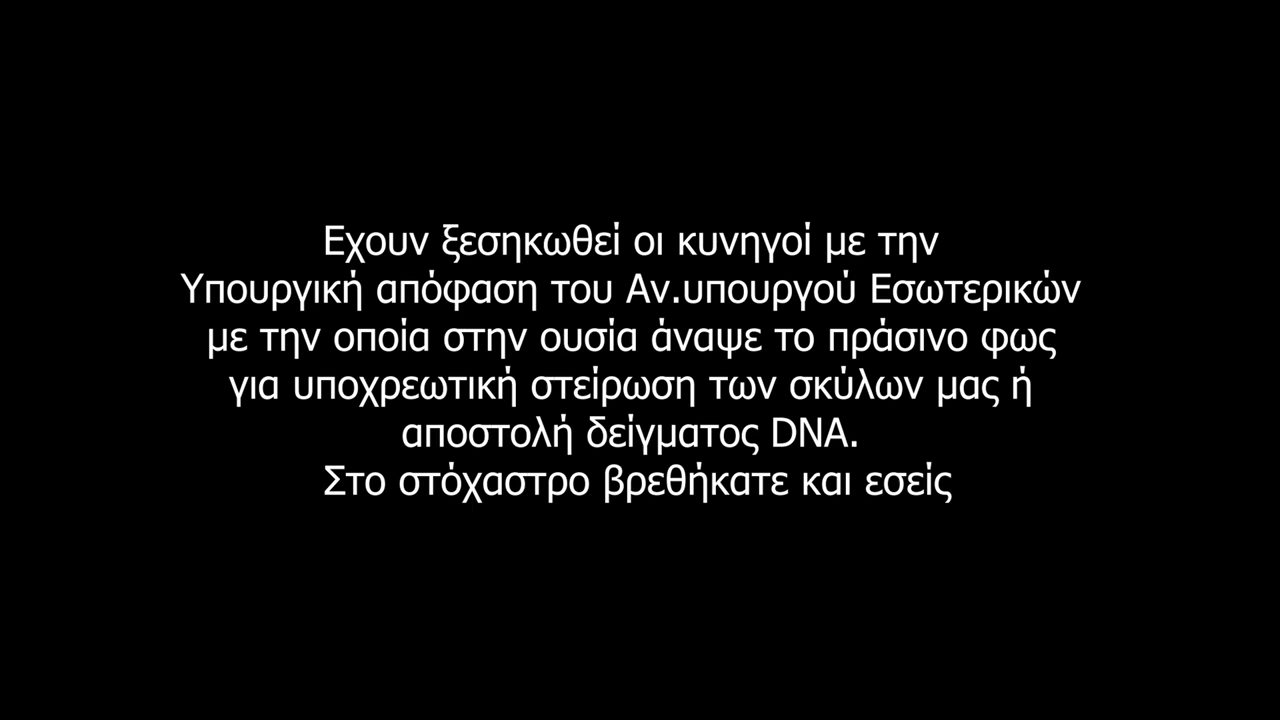 Εχουν ξεσηκωθεί οι κυνηγοί με την
Υπουργική απόφαση του Αν.υπουργού Εσωτερικών
με την οποία στην ουσία άναψε το πράσινο φως
για υποχρεωτική στείρωση των σκύλων μας ή
αποστολή δείγματος DNA.
Στο στόχαστρο βρεθήκατε και εσείς